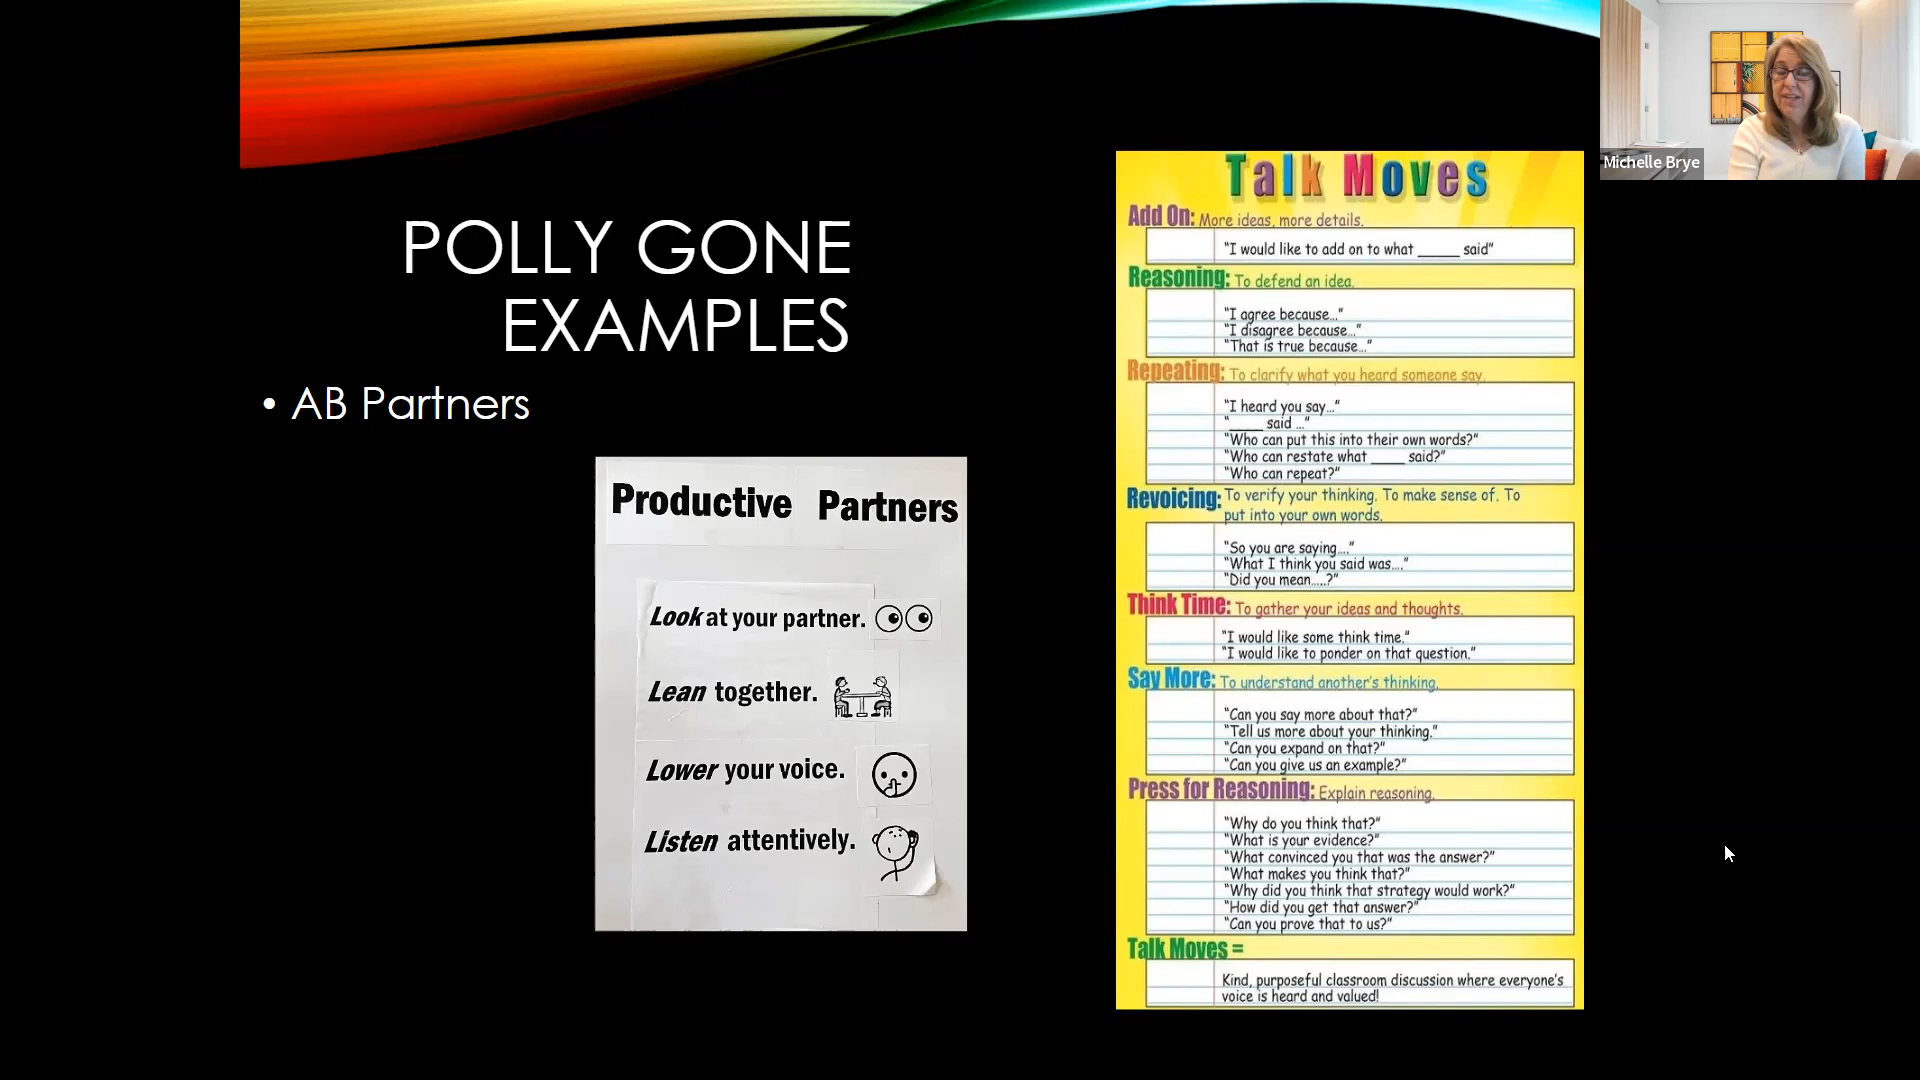 POLLY GONE
EXAMPLES
• AB Partners
Productive Partners
Look at your partner.
Lean together.
Lower your voice.
Listen attentively.
Talk Moves
Add On: More ideas, more details.
“I would like to add on to what _____ said”
Reasoning: To defend an idea.
“I agree because...”
“I disagree because...”
“That is true because...”
Repeating: To clarify what you heard someone say.
“I heard you say...”
“____ said ...”
“Who can put this into their own words?”
“Who can restate what ____ said?”
“Who can repeat?”
Revoicing: To verify your thinking. To make sense of. To
put into your own words.
“So you are saying....”
“What I think you said was....”
“Did you mean.....?”
Think Time: To gather your ideas and thoughts.
“I would like some think time.”
“I would like to ponder on that question.”
Say More: To understand another’s thinking.
“Can you say more about that?”
“Tell us more about your thinking.”
“Can you expand on that?”
“Can you give us an example?”
Press for Reasoning: Explain reasoning.
“Why do you think that?”
“What is your evidence?”
“What convinced you that was the answer?”
“What makes you think that?”
“Why did you think that strategy would work?”
“How did you get that answer?”
“Can you prove that to us?”
Talk Moves =
Kind, purposeful classroom discussion where everyone’s
voice is heard and valued!
Michelle Brye